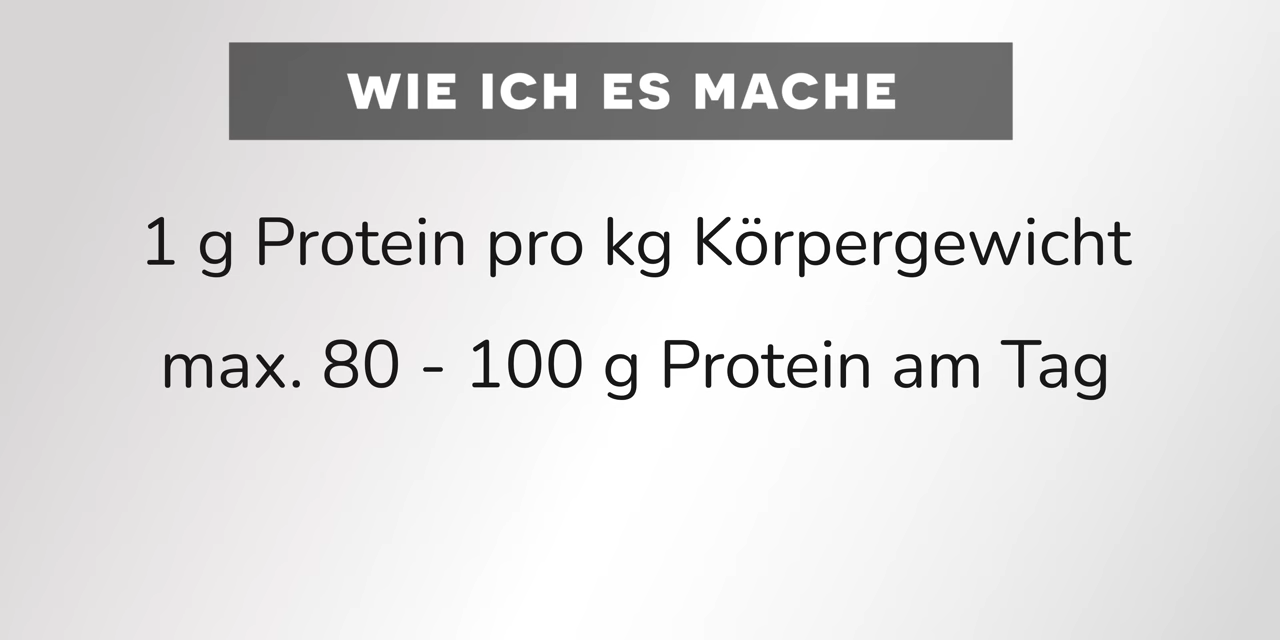 WIE ICH ES MACHE
1 g Protein pro kg Körpergewicht
max. 80 - 100 g Protein am Tag